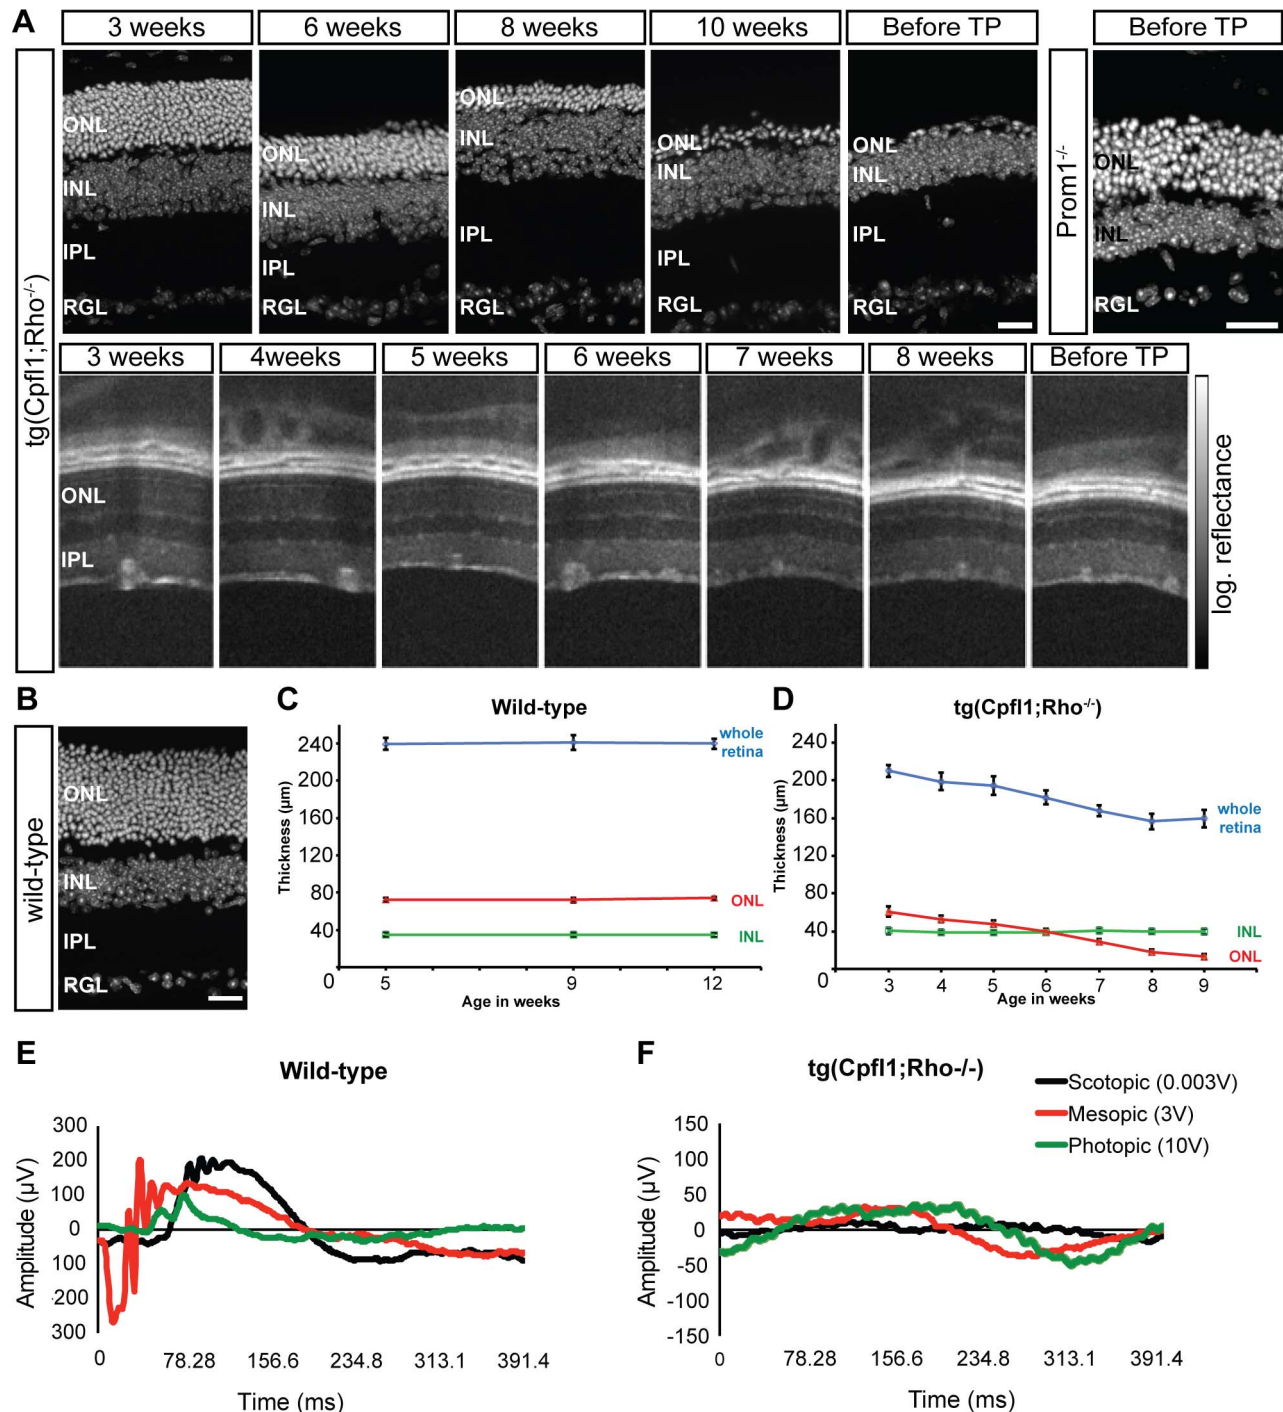 A
3 weeks 6 weeks 8 weeks 10 weeks Before TP Before TP
tg(Cpfl1;Rho-/-)
ONL
INL
IPL
RGL
ONL
INL
IPL
RGL
ONL
INL
IPL
RGL
ONL
INL
IPL
RGL
ONL
INL
IPL
RGL
Prom1-/-
ONL
INL
RGL
3 weeks 4weeks 5 weeks 6 weeks 7 weeks 8 weeks Before TP
ONL
IPL
log. reflectance
B
wild-type
ONL
INL
IPL
RGL
C
Wild-type
Thickness (µm)
240
200
160
80
40
0
5 9 12
Age in weeks
whole
retina
ONL
INL
D
tg(Cpfl1;Rho-/-)
Thickness (µm)
240
200
160
120
80
40
0
3 4 5 6 7 8 9
Age in weeks
whole
retina
INL
ONL
E
Wild-type
Amplitude (µV)
300
200
100
0
100
-200
300
0 78.28 156.6 234.8 313.1 391.4
Time (ms)
F
tg(Cpfl1;Rho-/-)
Scotopic (0.003V)
Mesopic (3V)
Photopic (10V)
Amplitude (µV)
150
100
50
0
-50
-100
-150
0 78.28 156.6 234.8 313.1 391.4
Time (ms)